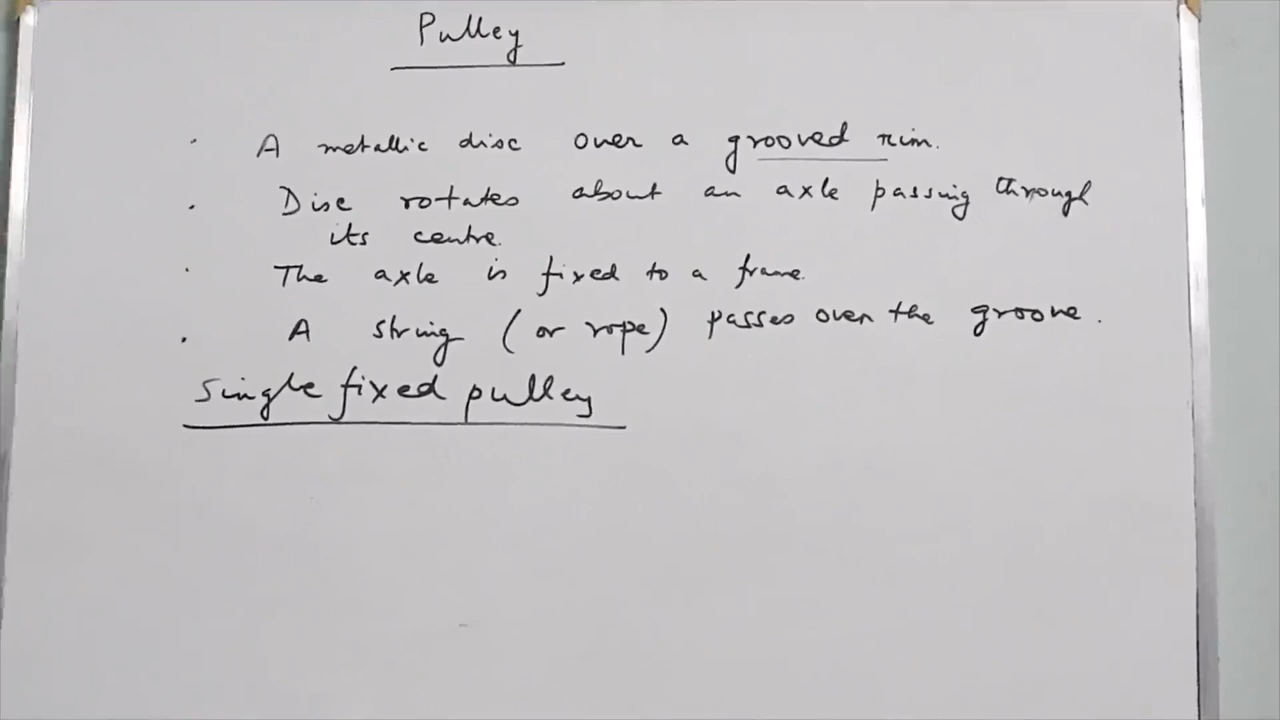 Pulley
. A metallic disc over a grooved rim.
. Disc rotates about an axle passing through
its centre.
. The axle is fixed to a frame.
. A string (or rope) passes over the groove.
Single fixed pulley